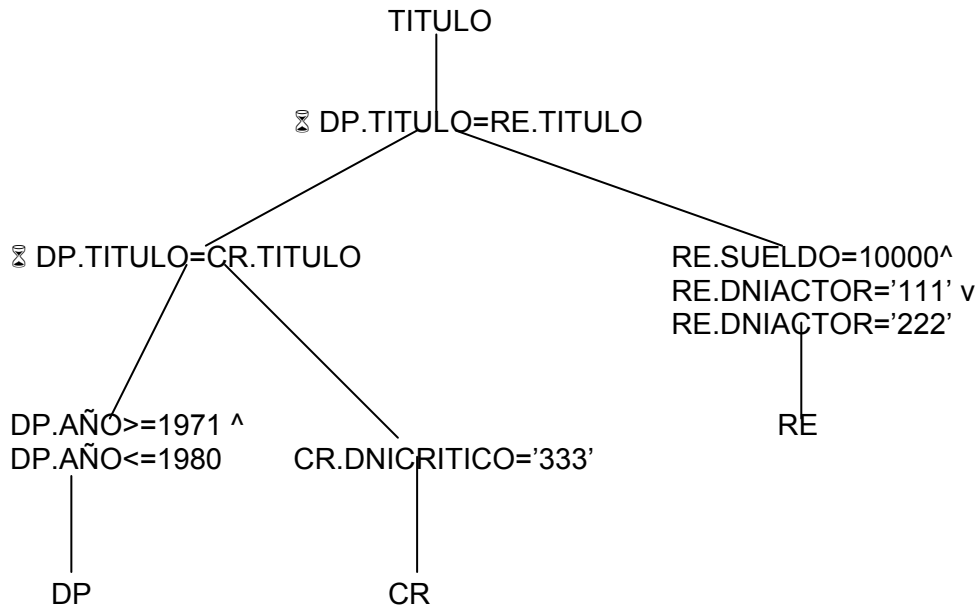 TITULO
⌛ DP.TITULO=RE.TITULO
⌛ DP.TITULO=CR.TITULO
RE.SUELDO=10000^
RE.DNIACTOR='111' v
RE.DNIACTOR='222'
DP.AÑO>=1971 ^
DP.AÑO<=1980
CR.DNICRITICO='333'
RE
DP
CR